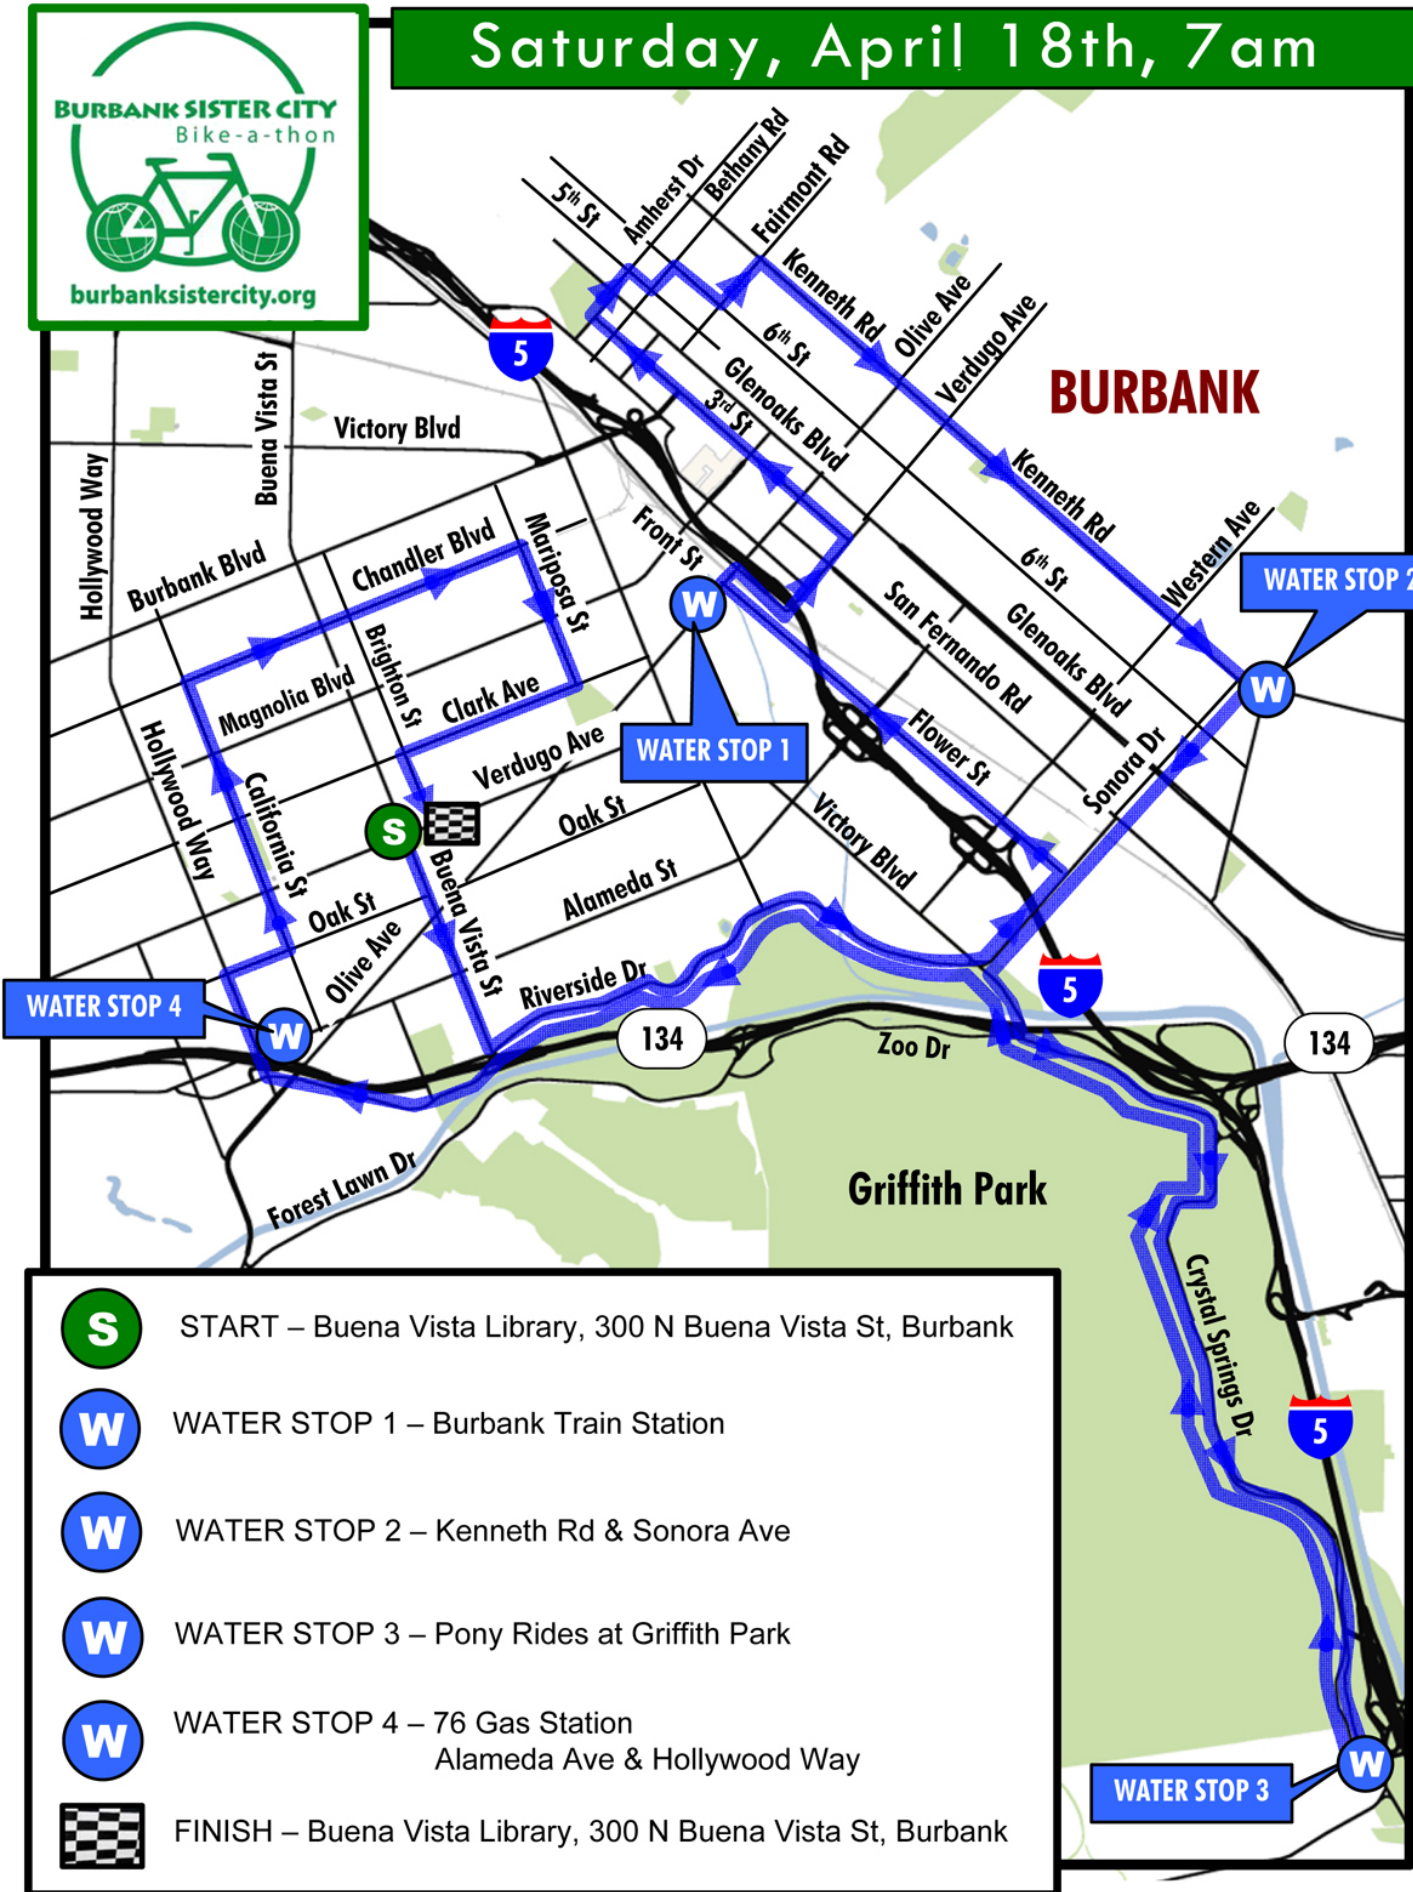 Saturday, April 18th, 7am
BURBANK SISTER CITY
Bike-a-thon
burbanksistercity.org
5th St
Amherst Dr
Bethany Rd
Fairmont Rd
Kenneth Rd
Olive Ave
Verdugo Ave
6th St
Glenoaks Blvd
3rd St
5
BURBANK
Buena Vista St
Victory Blvd
Hollywood Way
Kenneth Rd
Western Ave
Front St
6th St
WATER STOP 2
Burbank Blvd
Chandler Blvd
Mariposa St
W
San Fernando Rd
Glenoaks Blvd
W
Brighton St
Magnolia Blvd
Clark Ave
WATER STOP 1
Flower St
Sonora Dr
Verdugo Ave
Hollywood Way
California St
S
Oak St
Victory Blvd
Buena Vista St
Alameda St
Oak St
Olive Ave
Riverside Dr
WATER STOP 4
W
134
Zoo Dr
5
134
Forest Lawn Dr
Griffith Park
Crystal Springs Dr
5
W
WATER STOP 3
S START – Buena Vista Library, 300 N Buena Vista St, Burbank
W WATER STOP 1 – Burbank Train Station
W WATER STOP 2 – Kenneth Rd & Sonora Ave
W WATER STOP 3 – Pony Rides at Griffith Park
W WATER STOP 4 – 76 Gas Station
Alameda Ave & Hollywood Way
FINISH – Buena Vista Library, 300 N Buena Vista St, Burbank